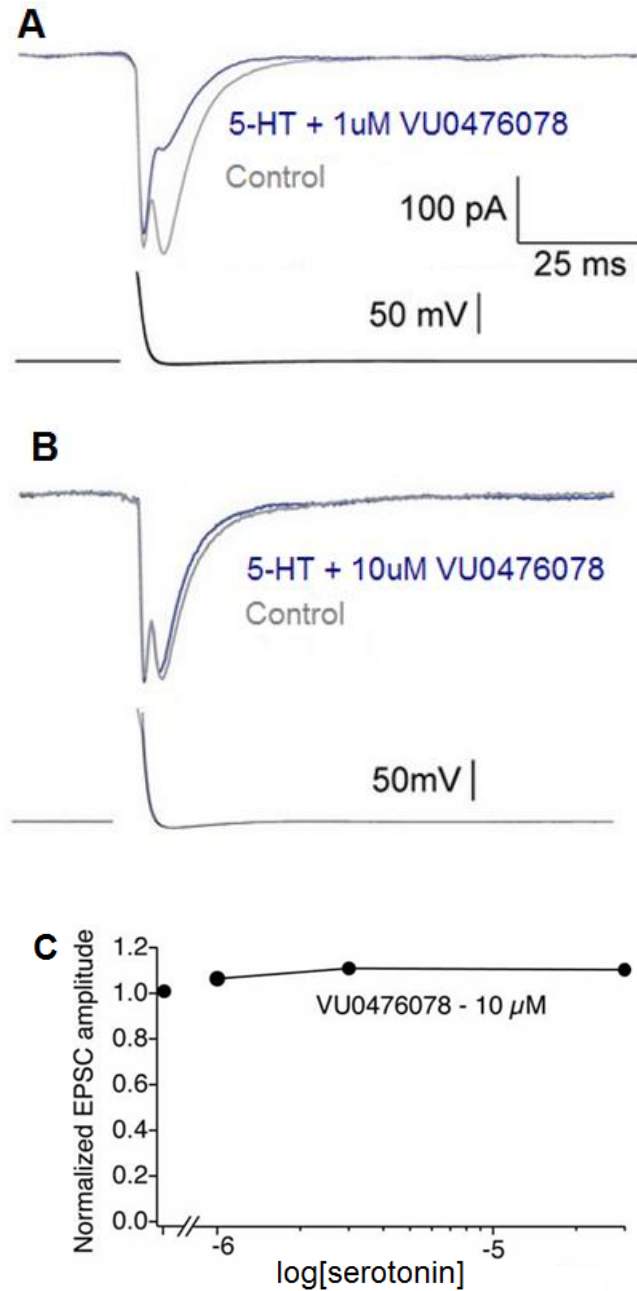 A
5-HT + 1uM VU0476078
Control
100 pA
25 ms
50 mV
B
5-HT + 10uM VU0476078
Control
50mV
C
Normalized EPSC amplitude
1.2
1.0
0.8
0.6
0.4
0.2
0.0
VU0476078 - 10 µM
-6
-5
log[serotonin]